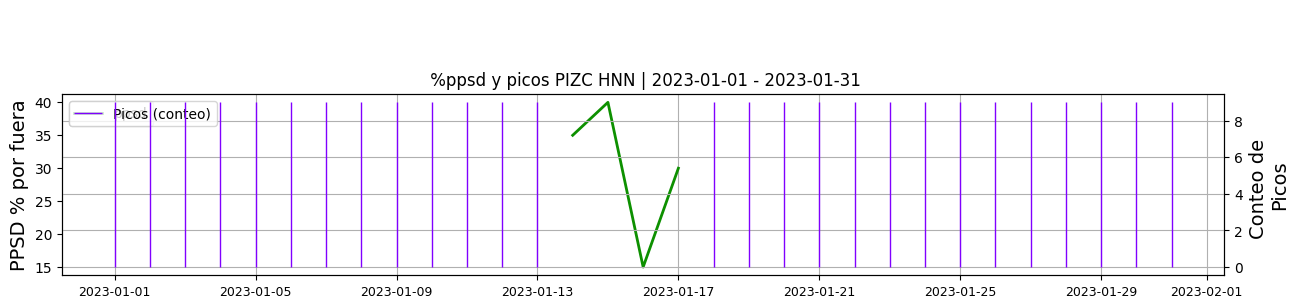 %ppsd y picos PIZC HNN | 2023-01-01 - 2023-01-31
Picos (conteo)
PPSD % por fuera
40
35
30
25
20
15
8
6
4
2
0
Conteo de
Picos
2023-01-01 2023-01-05 2023-01-09 2023-01-13 2023-01-17 2023-01-21 2023-01-25 2023-01-29 2023-02-01